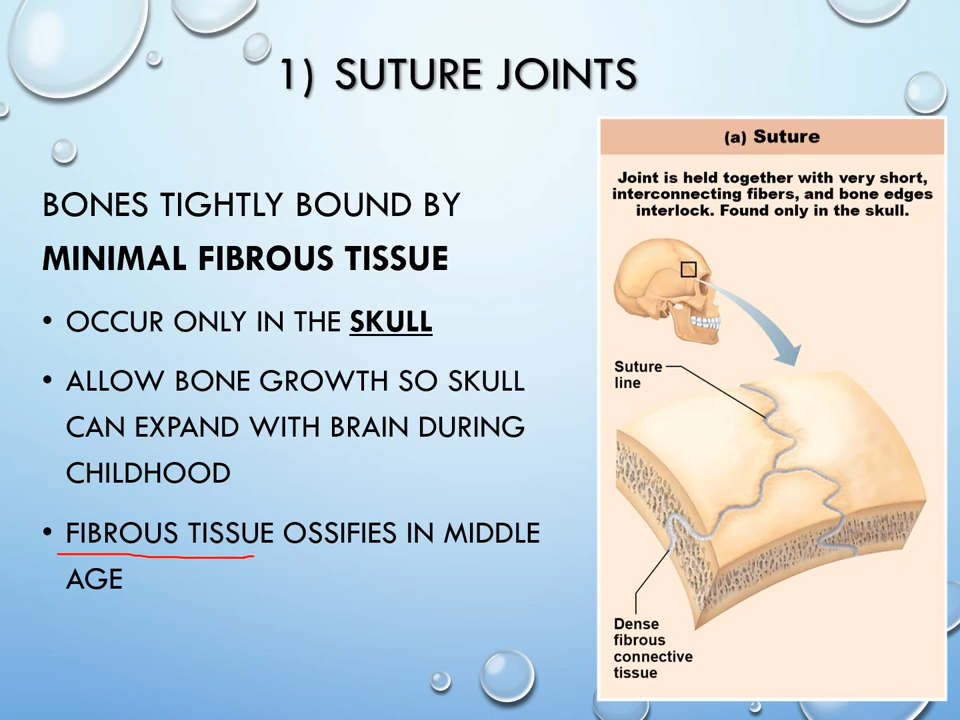 1) SUTURE JOINTS
BONES TIGHTLY BOUND BY
MINIMAL FIBROUS TISSUE
• OCCUR ONLY IN THE SKULL
• ALLOW BONE GROWTH SO SKULL
CAN EXPAND WITH BRAIN DURING
CHILDHOOD
• FIBROUS TISSUE OSSIFIES IN MIDDLE
AGE
(a) Suture
Joint is held together with very short,
interconnecting fibers, and bone edges
interlock. Found only in the skull.
Suture
line
Dense
fibrous
connective
tissue